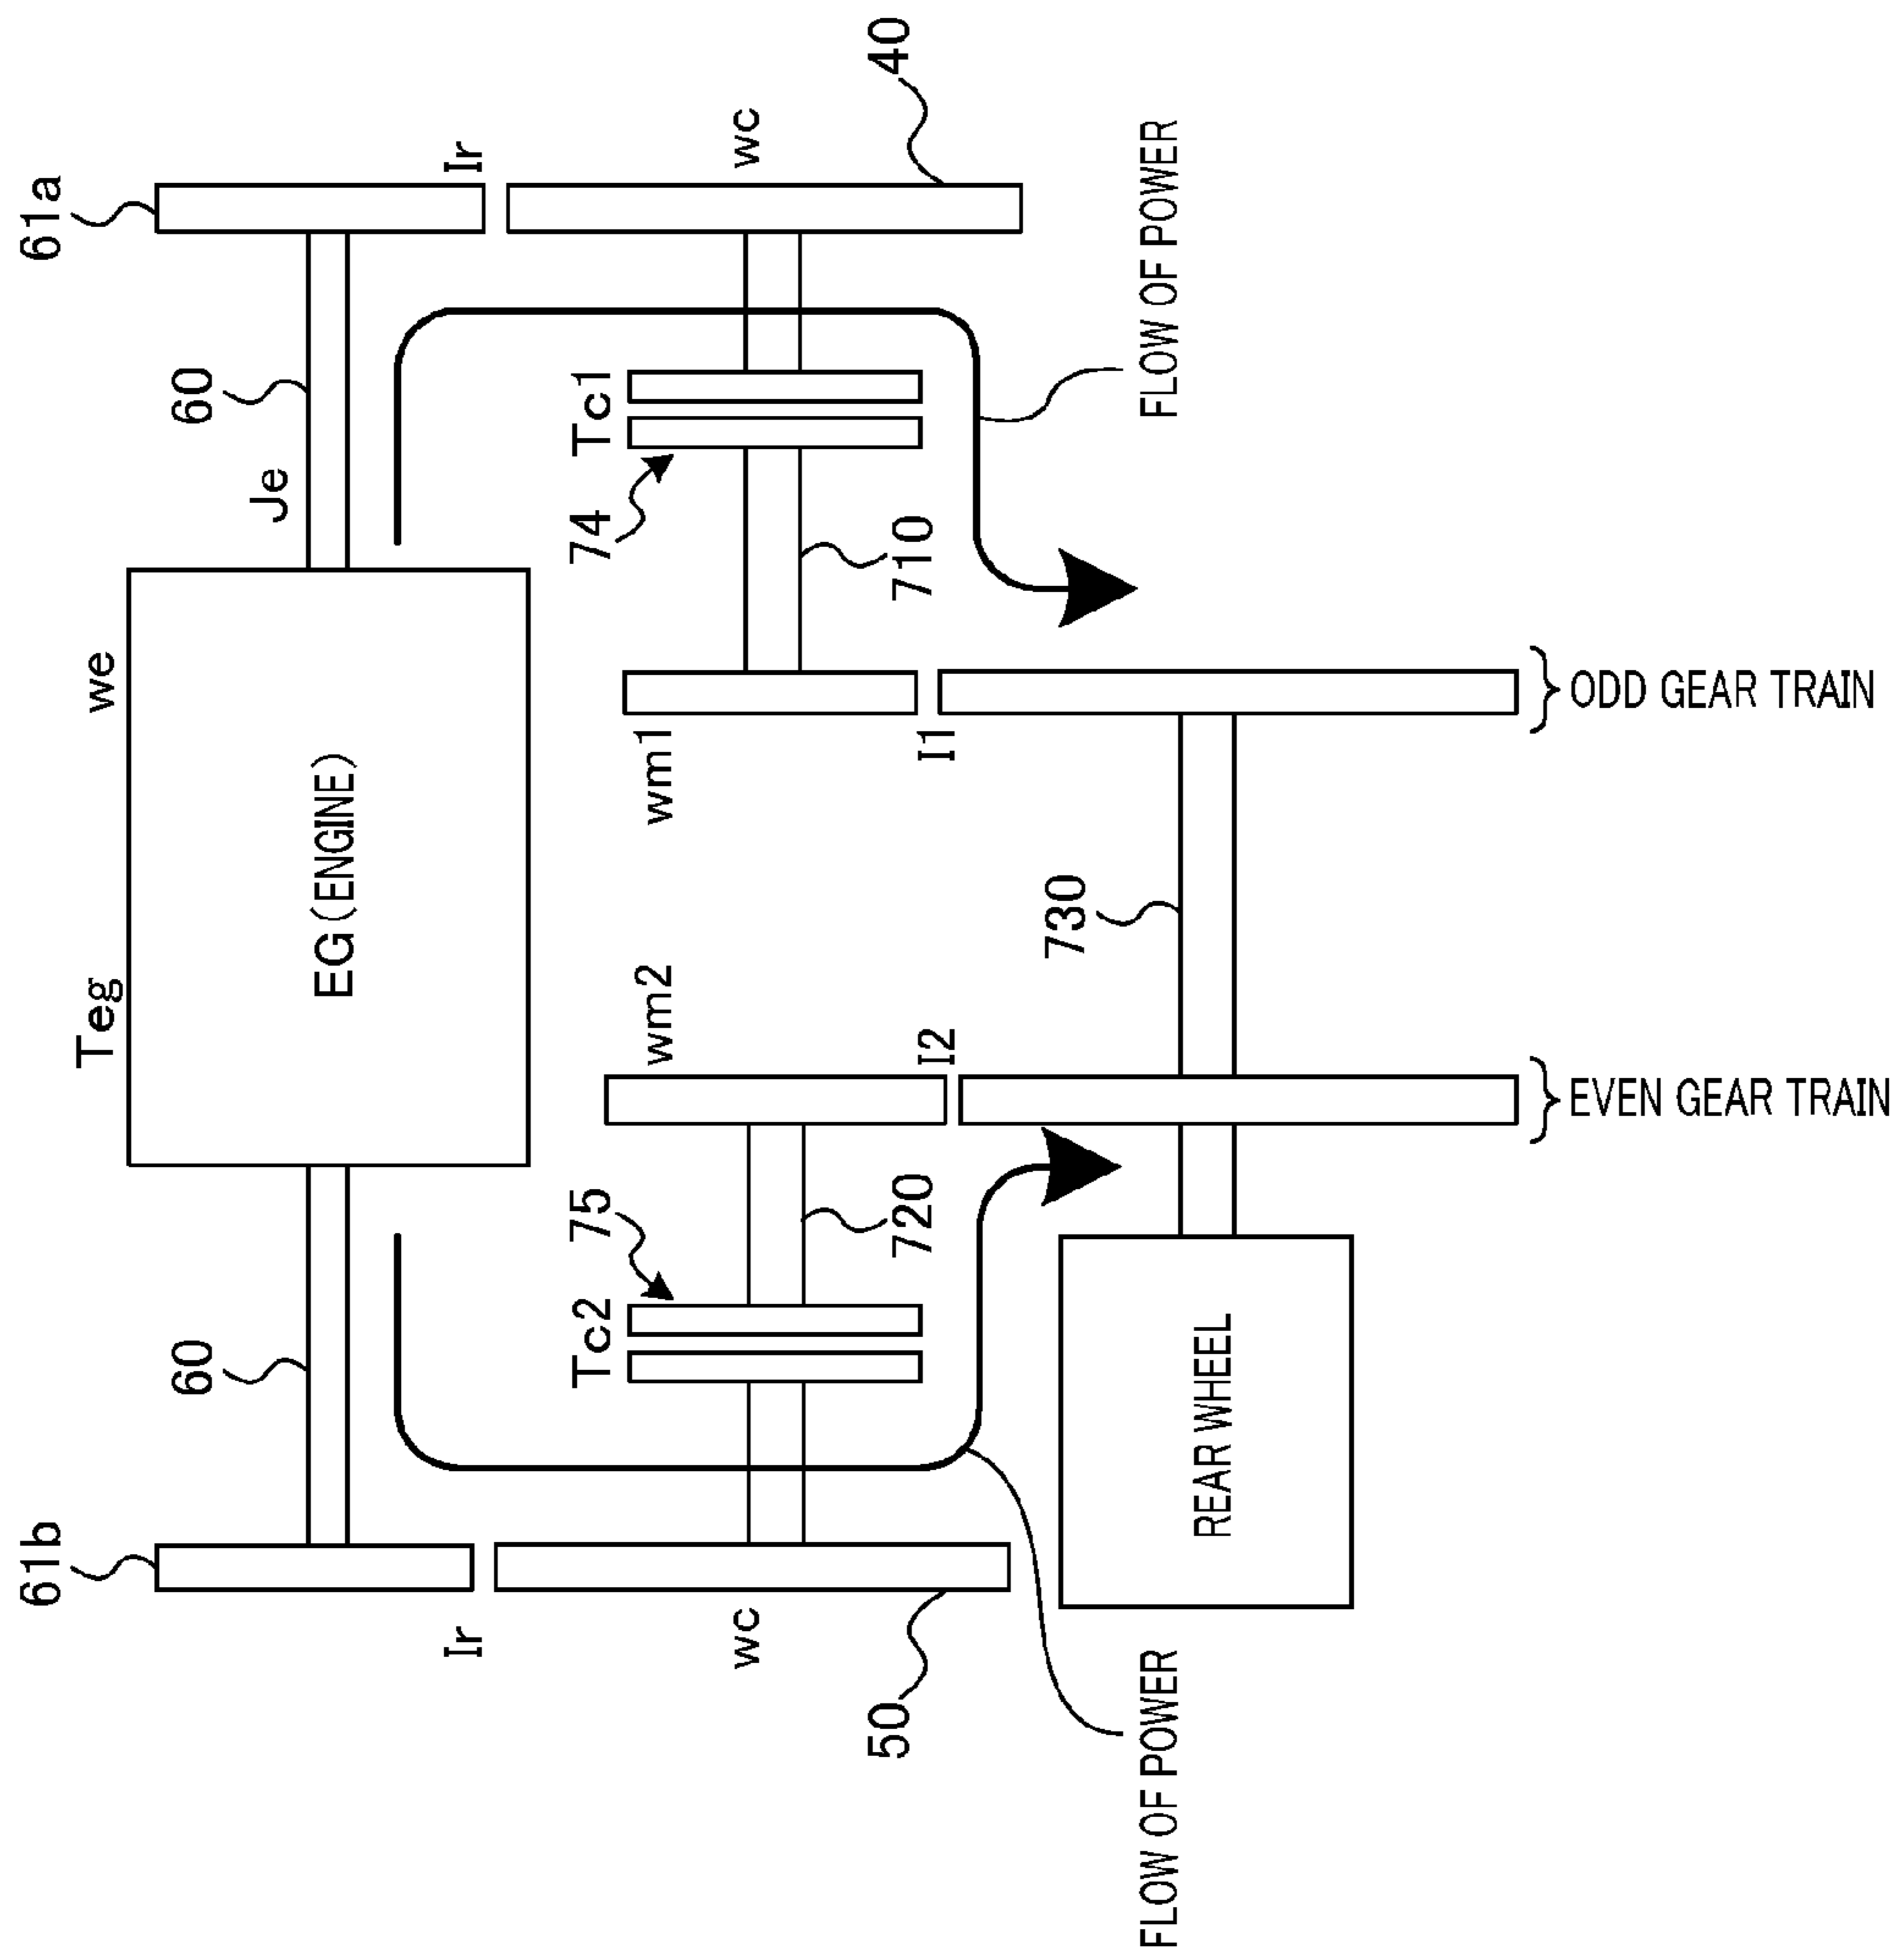 61b
61a
60
60
Teg
we
Je
EG(ENGINE)
Ir
Ir
Tc2
75
74
Tc1
wm2
wm1
wc
wc
50
720
710
40
I2
I1
730
FLOW OF POWER
FLOW OF POWER
REAR WHEEL
EVEN GEAR TRAIN
ODD GEAR TRAIN